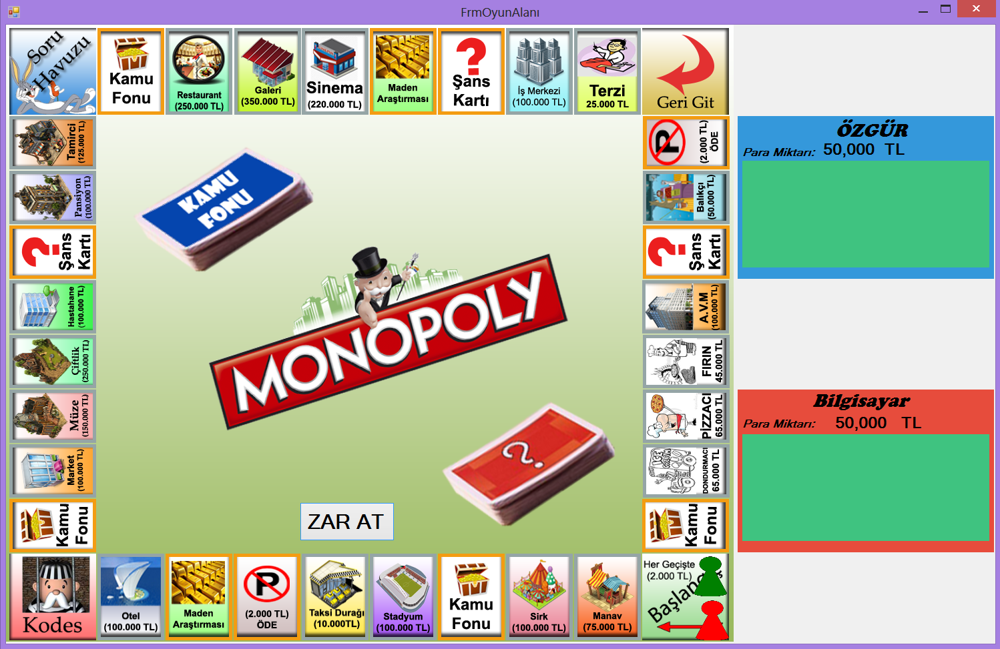 FrmOyunAlanı
Soru
Havuzu
Kamu
Fonu
Restaurant
(250.000 TL)
Galeri
(350.000 TL)
Sinema
(220.000 TL)
Maden
Araştırması
?
Şans
Kartı
İş Merkezi
(100.000 TL)
Terzi
25.000 TL
Geri Git
Tamirci
(125.000 TL)
Pansiyon
(100.000 TL)
?
Şans
Kartı
Hastahane
(100.000 TL)
Çiftlik
(250.000 TL)
Müze
(150.000 TL)
Market
(100.000 TL)
Kamu
Fonu
KAMU
FONU
MONOPOLY
?
ZAR AT
P
(2.000 TL)
ÖDE
Balıkçı
(50.000 TL)
?
Şans
Kartı
A.V.M
(100.000 TL)
FIRIN
45.000 TL
PİZZACI
65.000 TL
ICE
CREAM
DONDURMACI
65.000 TL
Kamu
Fonu
Kodes
Otel
(100.000 TL)
Maden
Araştırması
P
(2.000 TL)
ÖDE
Taksi Durağı
(10.000TL)
Stadyum
(100.000 TL)
Kamu
Fonu
Sirk
(100.000 TL)
Manav
(75.000 TL)
Her Geçişte
(2.000 TL)
ÖZGÜR
Para Miktarı: 50,000 TL
Bilgisayar
Para Miktarı: 50,000 TL